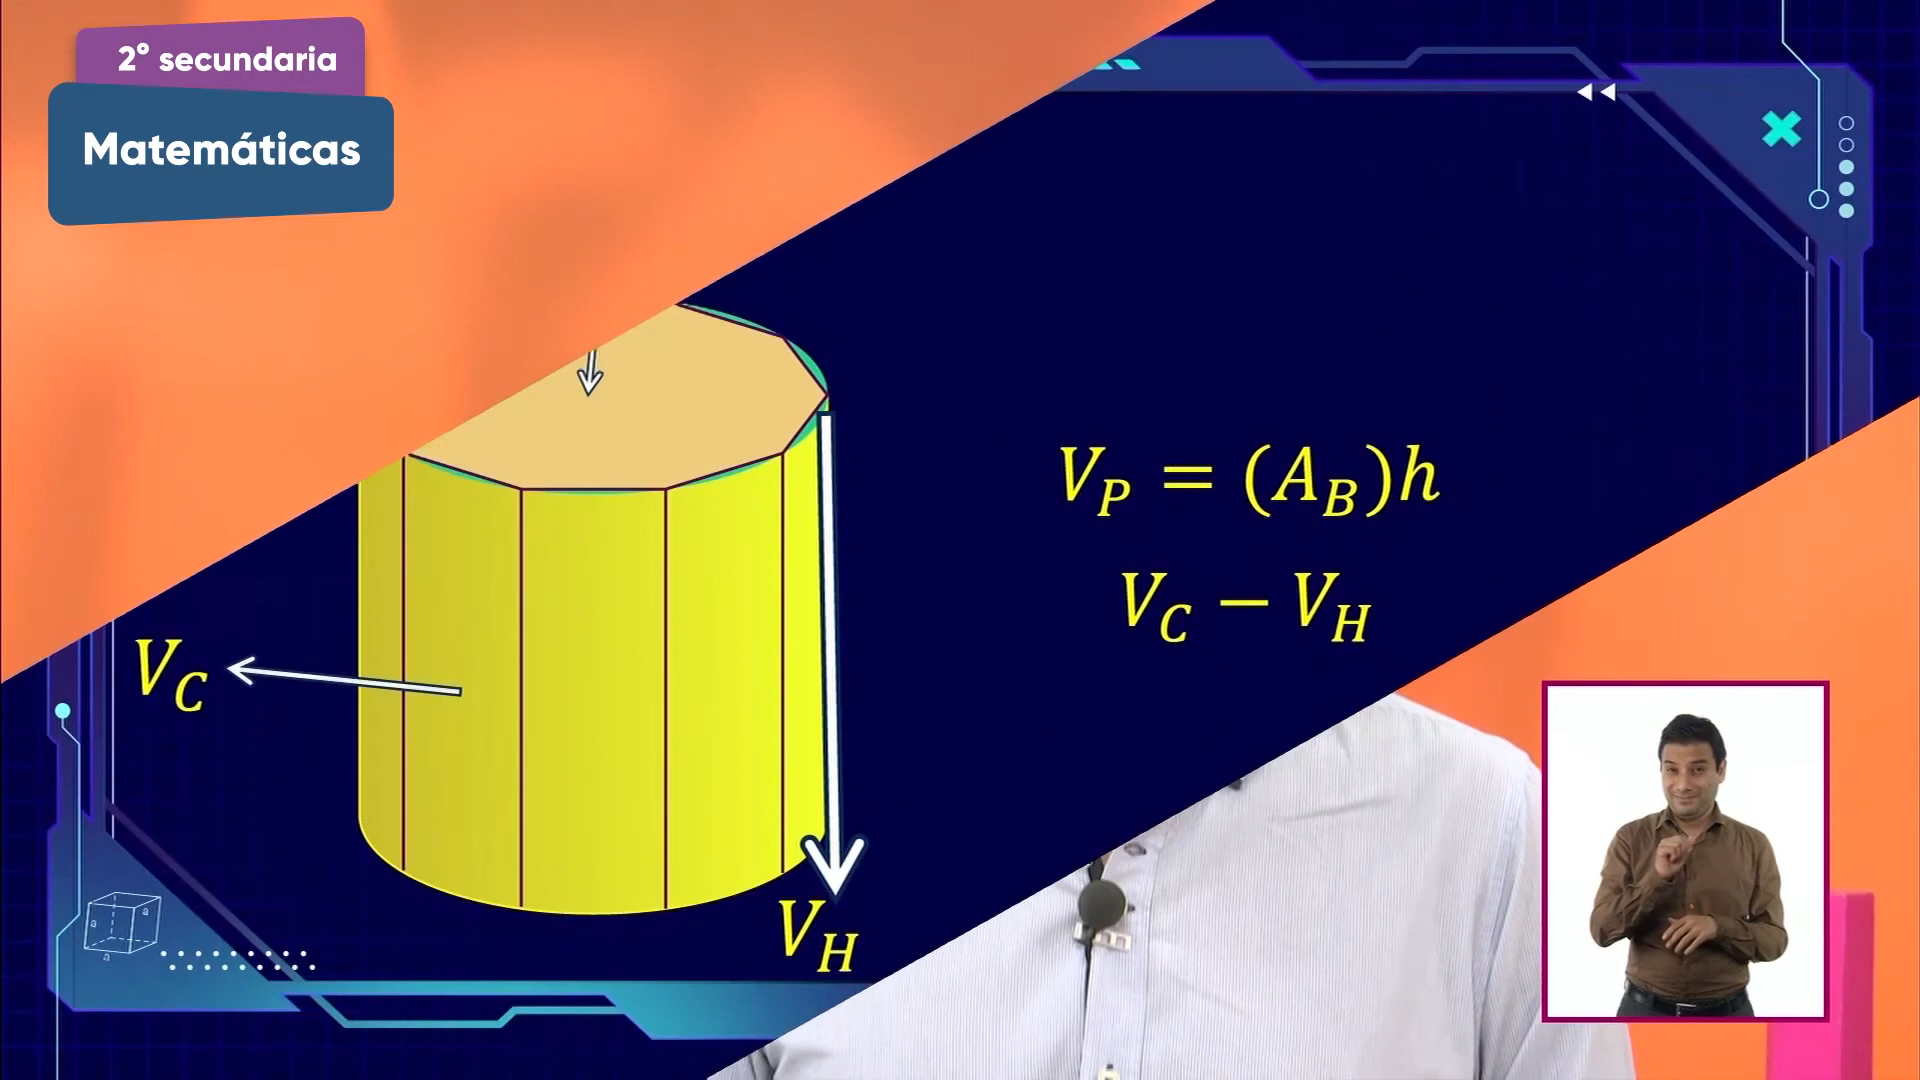 2° secundaria
Matemáticas
V_P = (A_B)h
V_C − V_H
V_C
V_H
a
a
a